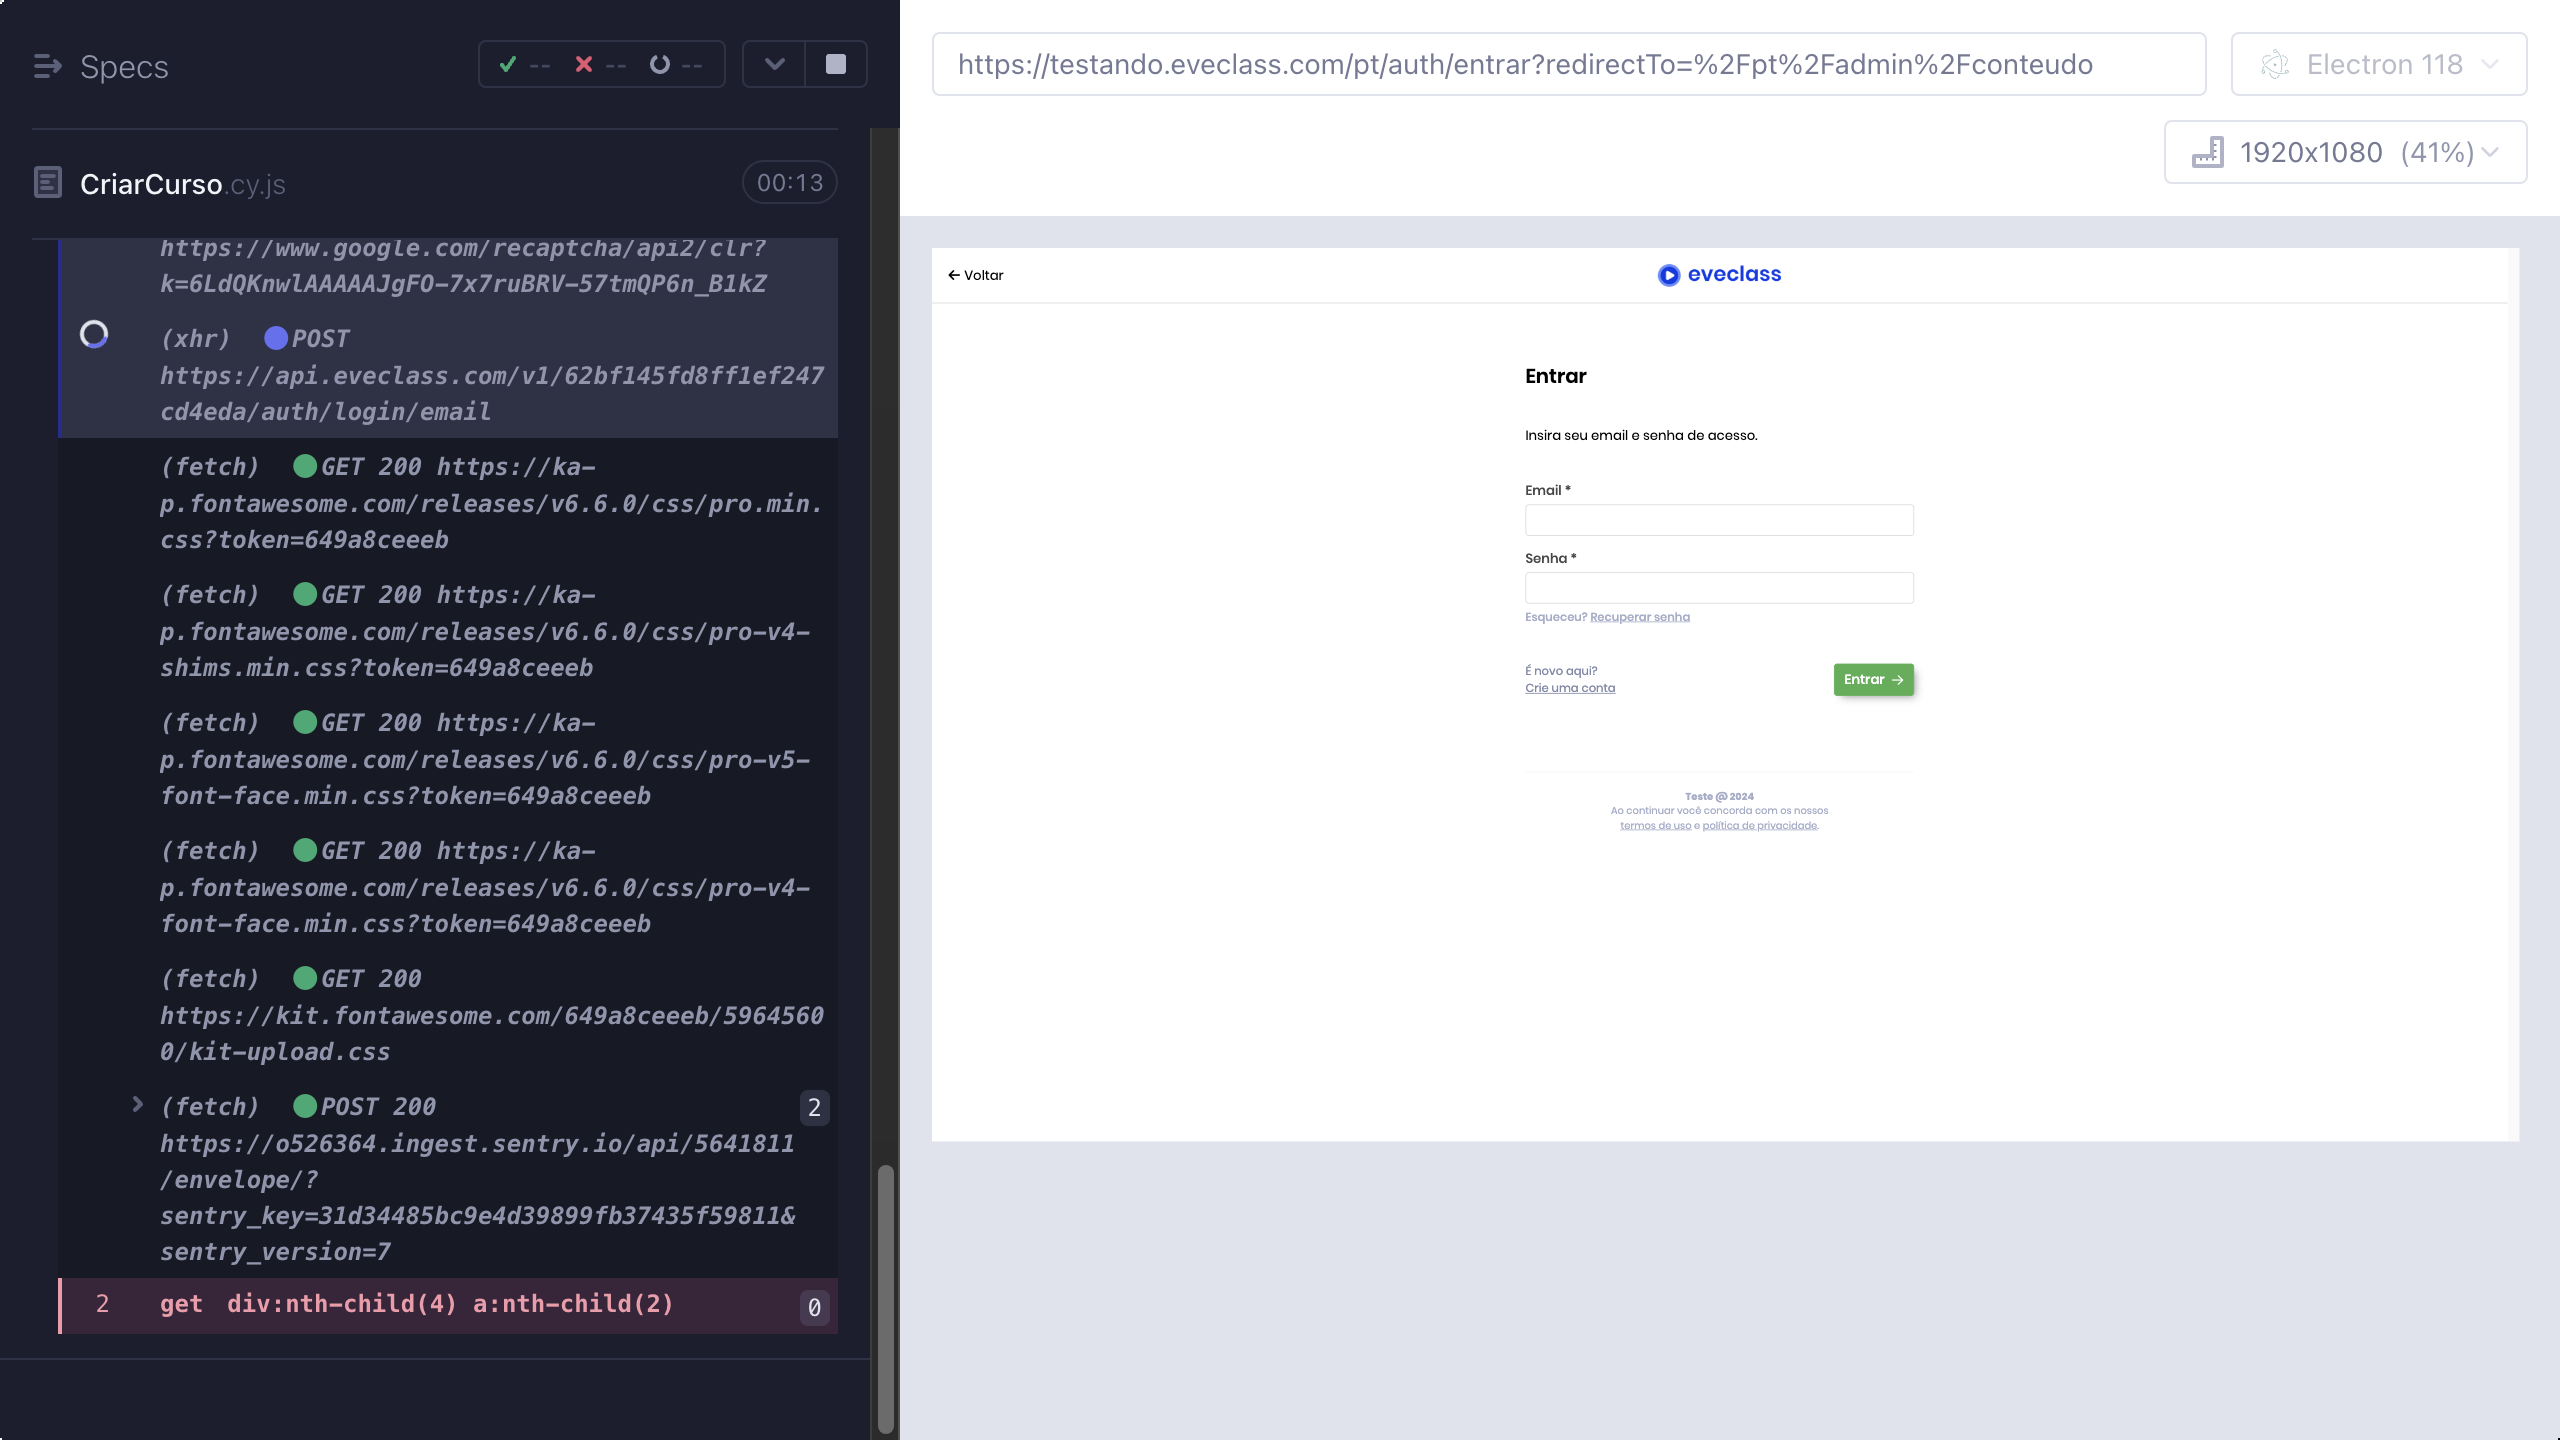 Specs
--
--
--
CriarCurso.cy.js
00:13
https://www.google.com/recaptcha/api2/clr?
k=6LdQKnwlAAAAAJgFO-7x7ruBRV-57tmQP6n_B1kZ
(xhr) POST
https://api.eveclass.com/v1/62bf145fd8ff1ef247
cd4eda/auth/login/email
(fetch) GET 200 https://ka-
p.fontawesome.com/releases/v6.6.0/css/pro.min.
css?token=649a8ceeeb
(fetch) GET 200 https://ka-
p.fontawesome.com/releases/v6.6.0/css/pro-v4-
shims.min.css?token=649a8ceeeb
(fetch) GET 200 https://ka-
p.fontawesome.com/releases/v6.6.0/css/pro-v5-
font-face.min.css?token=649a8ceeeb
(fetch) GET 200 https://ka-
p.fontawesome.com/releases/v6.6.0/css/pro-v4-
font-face.min.css?token=649a8ceeeb
(fetch) GET 200
https://kit.fontawesome.com/649a8ceeeb/5964560
0/kit-upload.css
(fetch) POST 200 2
https://o526364.ingest.sentry.io/api/5641811
/envelope/?
sentry_key=31d34485bc9e4d39899fb37435f59811&
sentry_version=7
2 get div:nth-child(4) a:nth-child(2) 0
https://testando.eveclass.com/pt/auth/entrar?redirectTo=%2Fpt%2Fadmin%2Fconteudo
Electron 118
1920x1080 (41%)
← Voltar
eveclass
Entrar
Insira seu email e senha de acesso.
Email *
Senha *
Esqueceu? Recuperar senha
É novo aqui?
Crie uma conta
Entrar →
Teste @ 2024
Ao continuar você concorda com os nossos
termos de uso e política de privacidade.